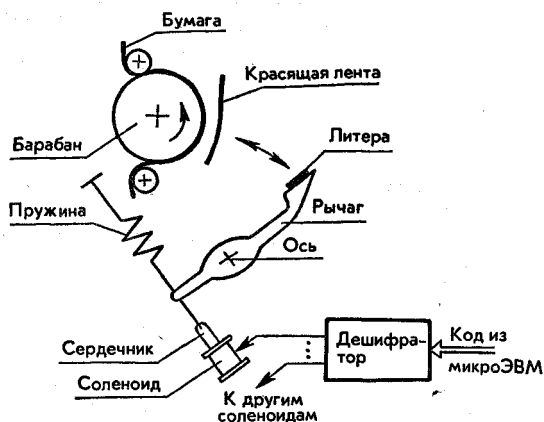 Бумага
Красящая лента
Барабан
Литера
Пружина
Рычаг
Ось
Сердечник
Соленоид
Дешифра-
тор
Код из
микроЭВМ
К другим
соленоидам